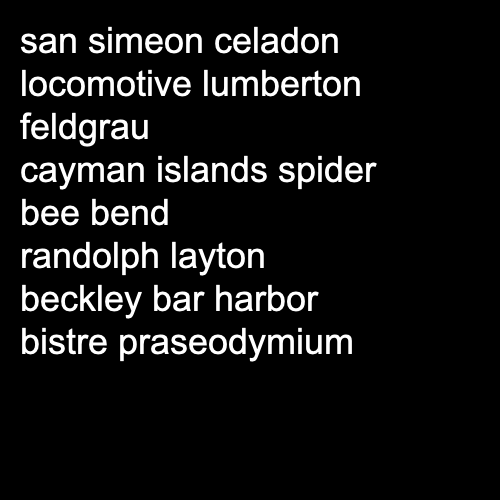 san simeon celadon
locomotive lumberton
feldgrau
cayman islands spider
bee bend
randolph layton
beckley bar harbor
bistre praseodymium